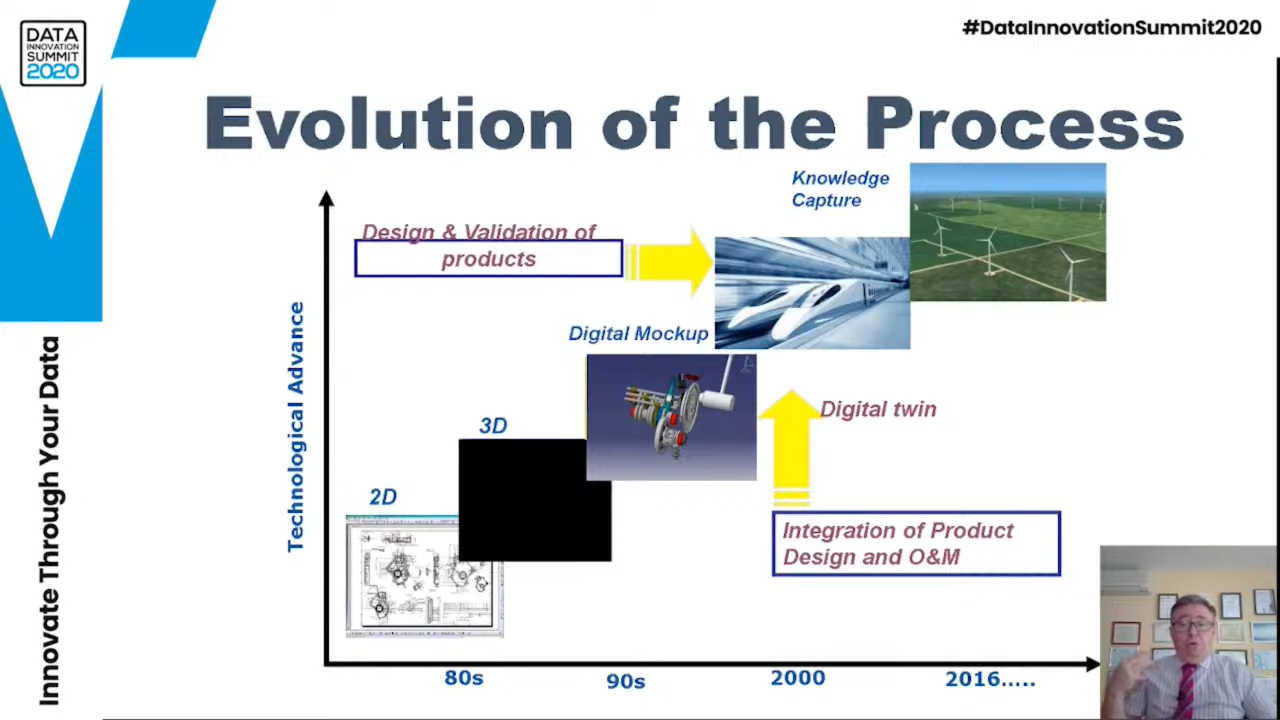 DATA
INNOVATION
SUMMIT
2020
#DataInnovationSummit2020
Evolution of the Process
Knowledge
Capture
Design & Validation of
products
Digital Mockup
Technological Advance
Digital twin
3D
2D
Integration of Product
Design and O&M
80s
90s
2000
2016.....
Innovate Through Your Data